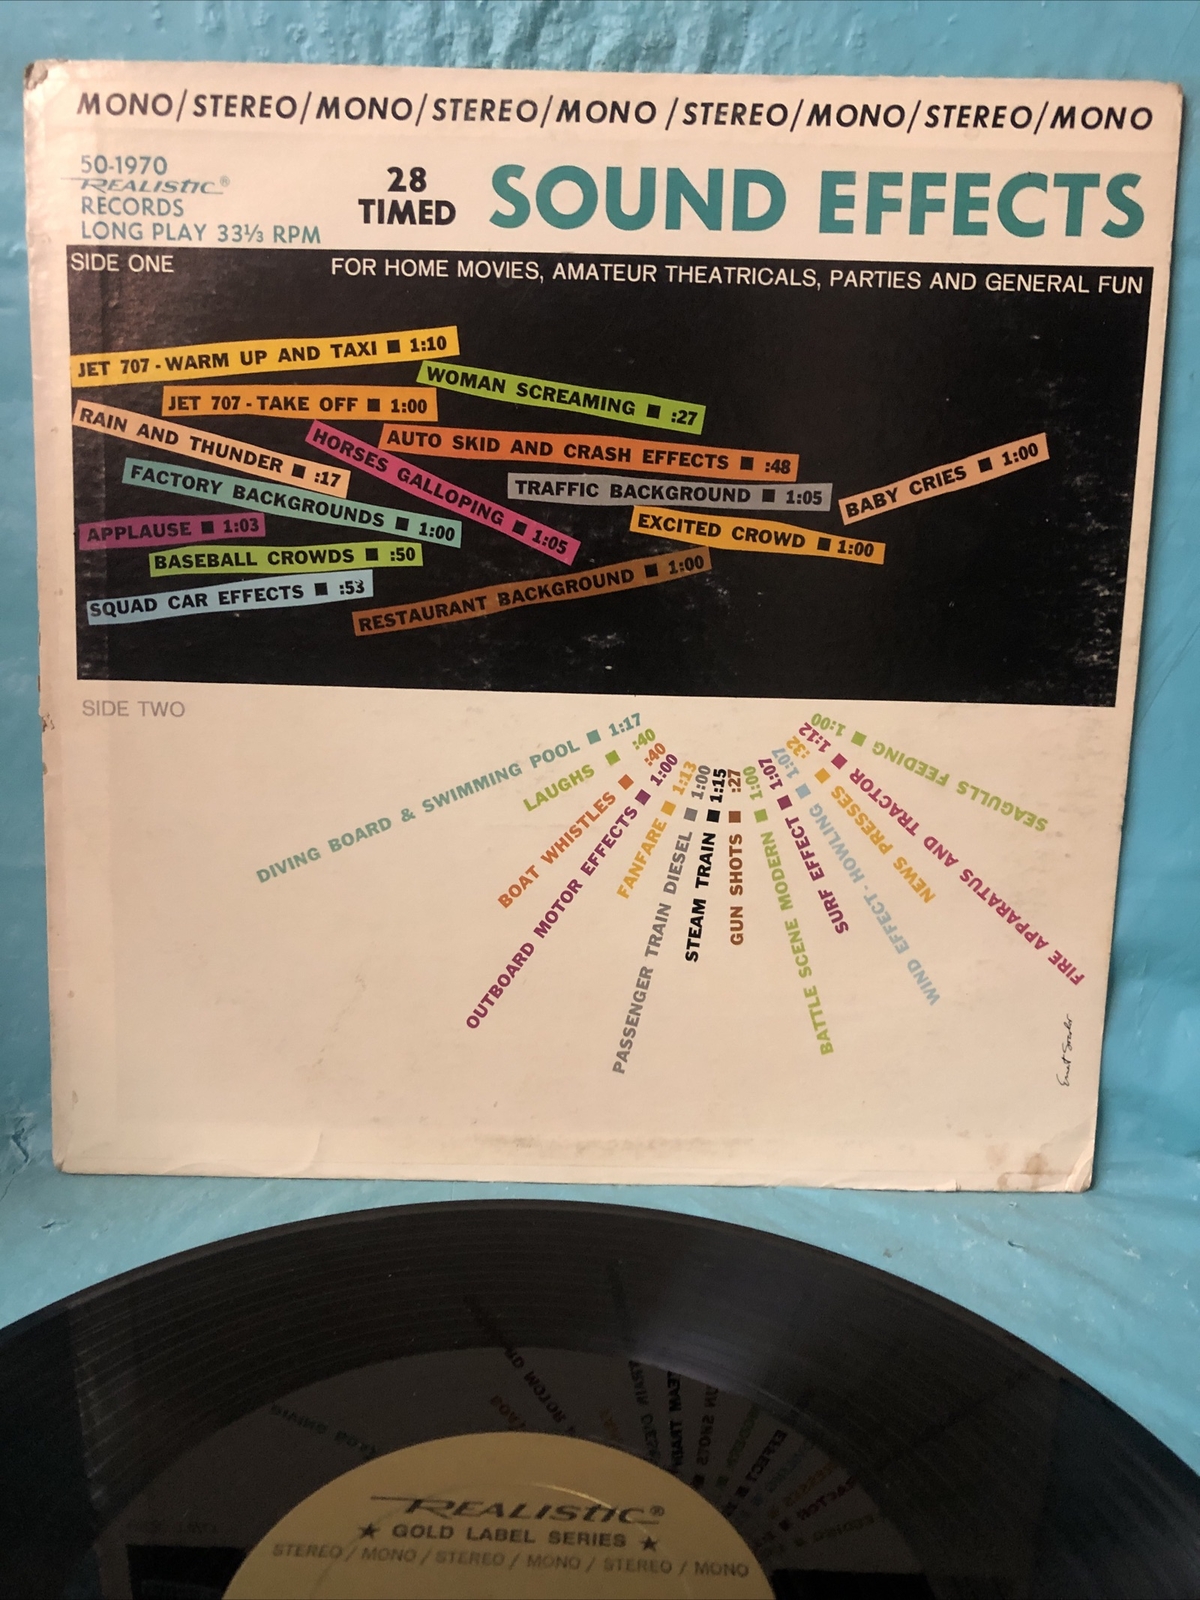 MONO/STEREO/MONO/STEREO/MONO/STEREO/MONO/STEREO/MONO
50-1970
REALISTIC®
RECORDS
LONG PLAY 33⅓ RPM
28
TIMED
SOUND EFFECTS
SIDE ONE
FOR HOME MOVIES, AMATEUR THEATRICALS, PARTIES AND GENERAL FUN
JET 707 - WARM UP AND TAXI ■ 1:10
WOMAN SCREAMING ■ :27
JET 707 - TAKE OFF ■ 1:00
RAIN AND THUNDER ■ :17
HORSES GALLOPING ■ 1:05
AUTO SKID AND CRASH EFFECTS ■ :48
BABY CRIES ■ 1:00
FACTORY BACKGROUNDS ■ 1:00
TRAFFIC BACKGROUND ■ 1:05
APPLAUSE ■ 1:03
EXCITED CROWD ■ 1:00
BASEBALL CROWDS ■ :50
SQUAD CAR EFFECTS ■ :53
RESTAURANT BACKGROUND ■ 1:00
SIDE TWO
DIVING BOARD & SWIMMING POOL ■ 1:17
LAUGHS ■ :40
BOAT WHISTLES ■ :40
OUTBOARD MOTOR EFFECTS ■ 1:00
FANFARE ■ 1:13
PASSENGER TRAIN DIESEL ■ 1:00
STEAM TRAIN ■ 1:15
GUN SHOTS ■ :27
BATTLE SCENE MODERN ■ 1:00
SURF EFFECT ■ 1:07
WIND EFFECT - HOWLING ■ 1:07
NEWS PRESSES ■ :32
FIRE APPARATUS AND TRACTOR ■ 1:12
SEAGULLS FEEDING ■ 1:00
REALISTIC®
★ GOLD LABEL SERIES ★
STEREO / MONO / STEREO / MONO / STEREO / MONO